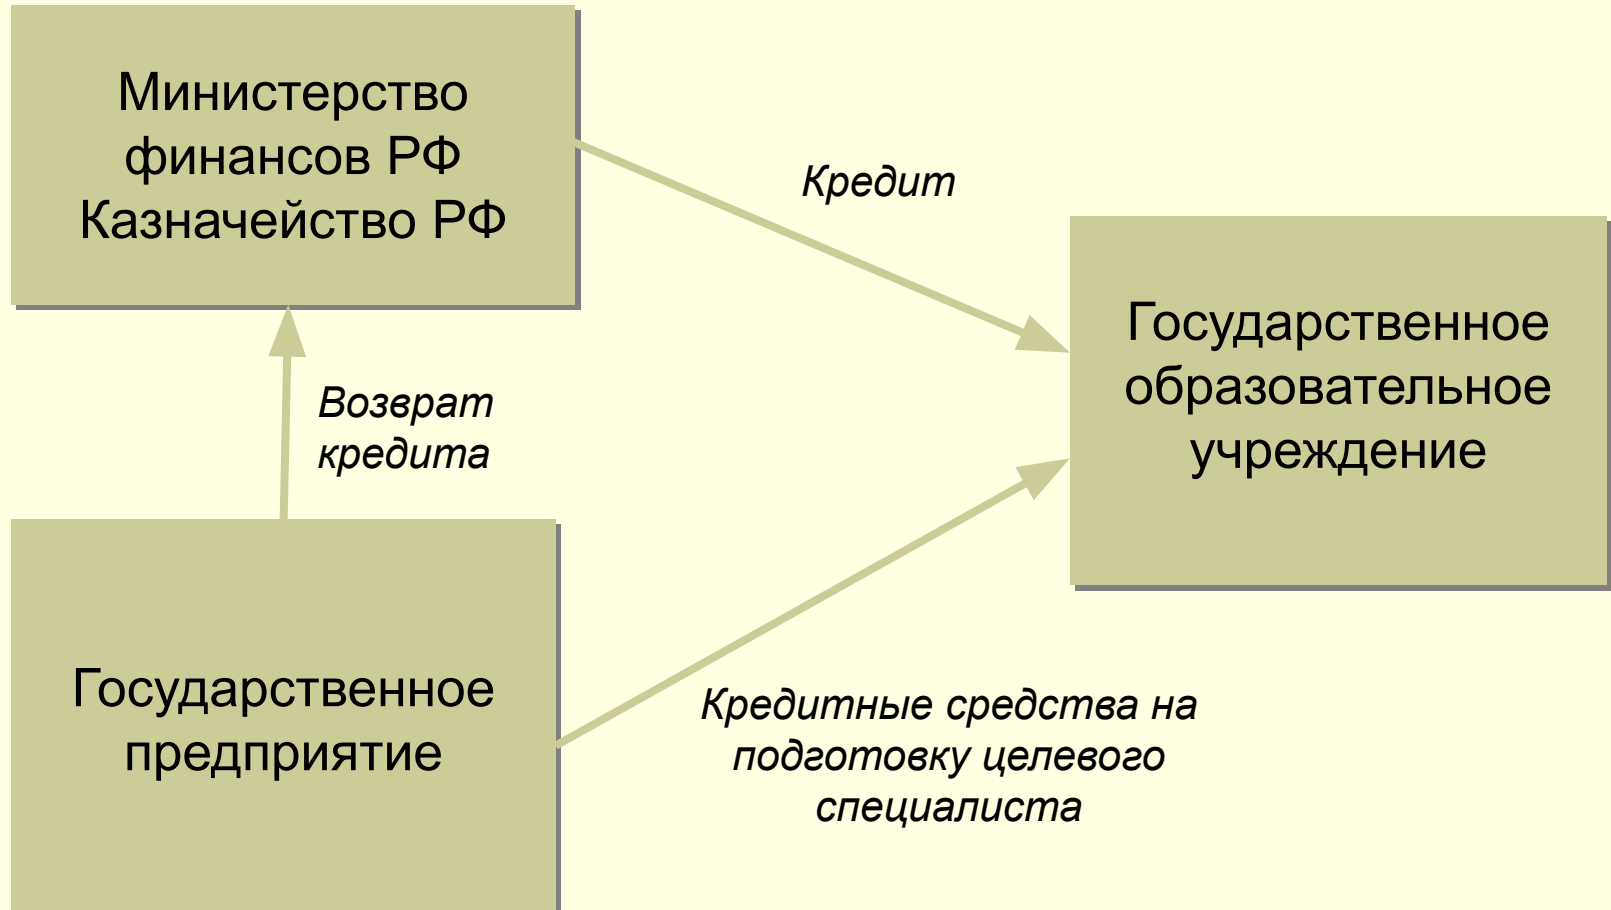 Министерство
финансов РФ
Казначейство РФ
Кредит
Государственное
образовательное
учреждение
Возврат
кредита
Государственное
предприятие
Кредитные средства на
подготовку целевого
специалиста